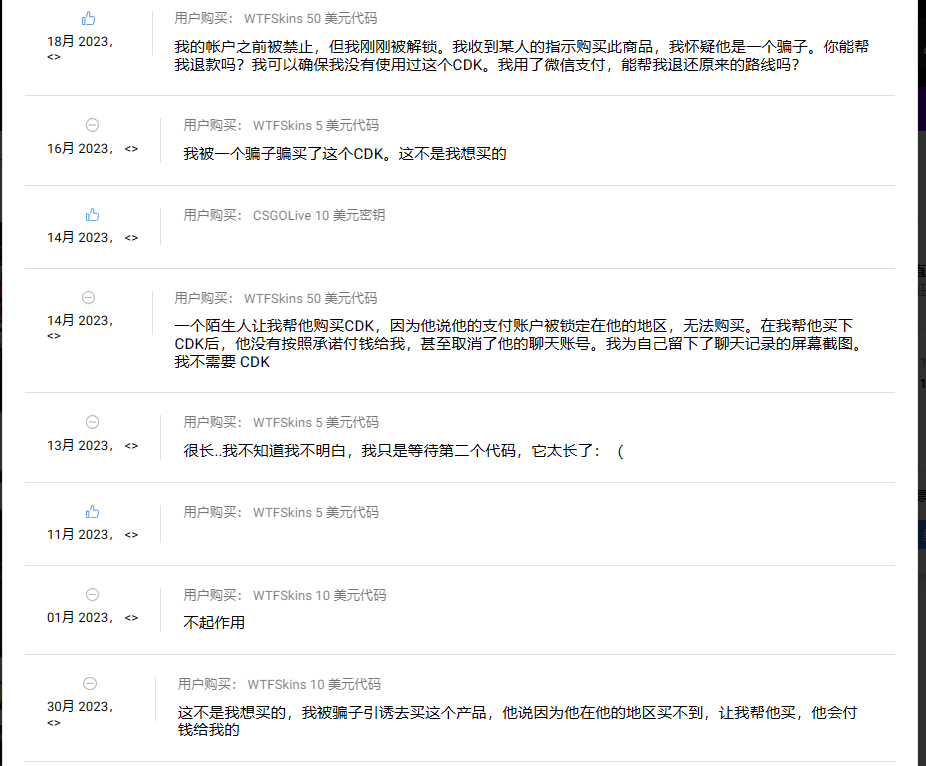 用户购买： WTFSkins 50 美元代码
18月 2023,
<>
我的帐户之前被禁止，但我刚刚被解锁。我收到某人的指示购买此商品，我怀疑他是一个骗子。你能帮
我退款吗？我可以确保我没有使用过这个CDK。我用了微信支付，能帮我退还原来的路线吗？
用户购买： WTFSkins 5 美元代码
16月 2023, <>
我被一个骗子骗买了这个CDK。这不是我想买的
用户购买： CSGOLive 10 美元密钥
14月 2023, <>
用户购买： WTFSkins 50 美元代码
14月 2023,
<>
一个陌生人让我帮他购买CDK，因为他说他的支付账户被锁定在他的地区，无法购买。在我帮他买下
CDK后，他没有按照承诺付钱给我，甚至取消了他的聊天账号。我为自己留下了聊天记录的屏幕截图。
我不需要 CDK
用户购买： WTFSkins 5 美元代码
13月 2023, <>
很长..我不知道我不明白，我只是等待第二个代码，它太长了：（
用户购买： WTFSkins 5 美元代码
11月 2023, <>
用户购买： WTFSkins 10 美元代码
01月 2023, <>
不起作用
用户购买： WTFSkins 10 美元代码
30月 2023,
<>
这不是我想买的，我被骗子引诱去买这个产品，他说因为他在他的地区买不到，让我帮他买，他会付
钱给我的